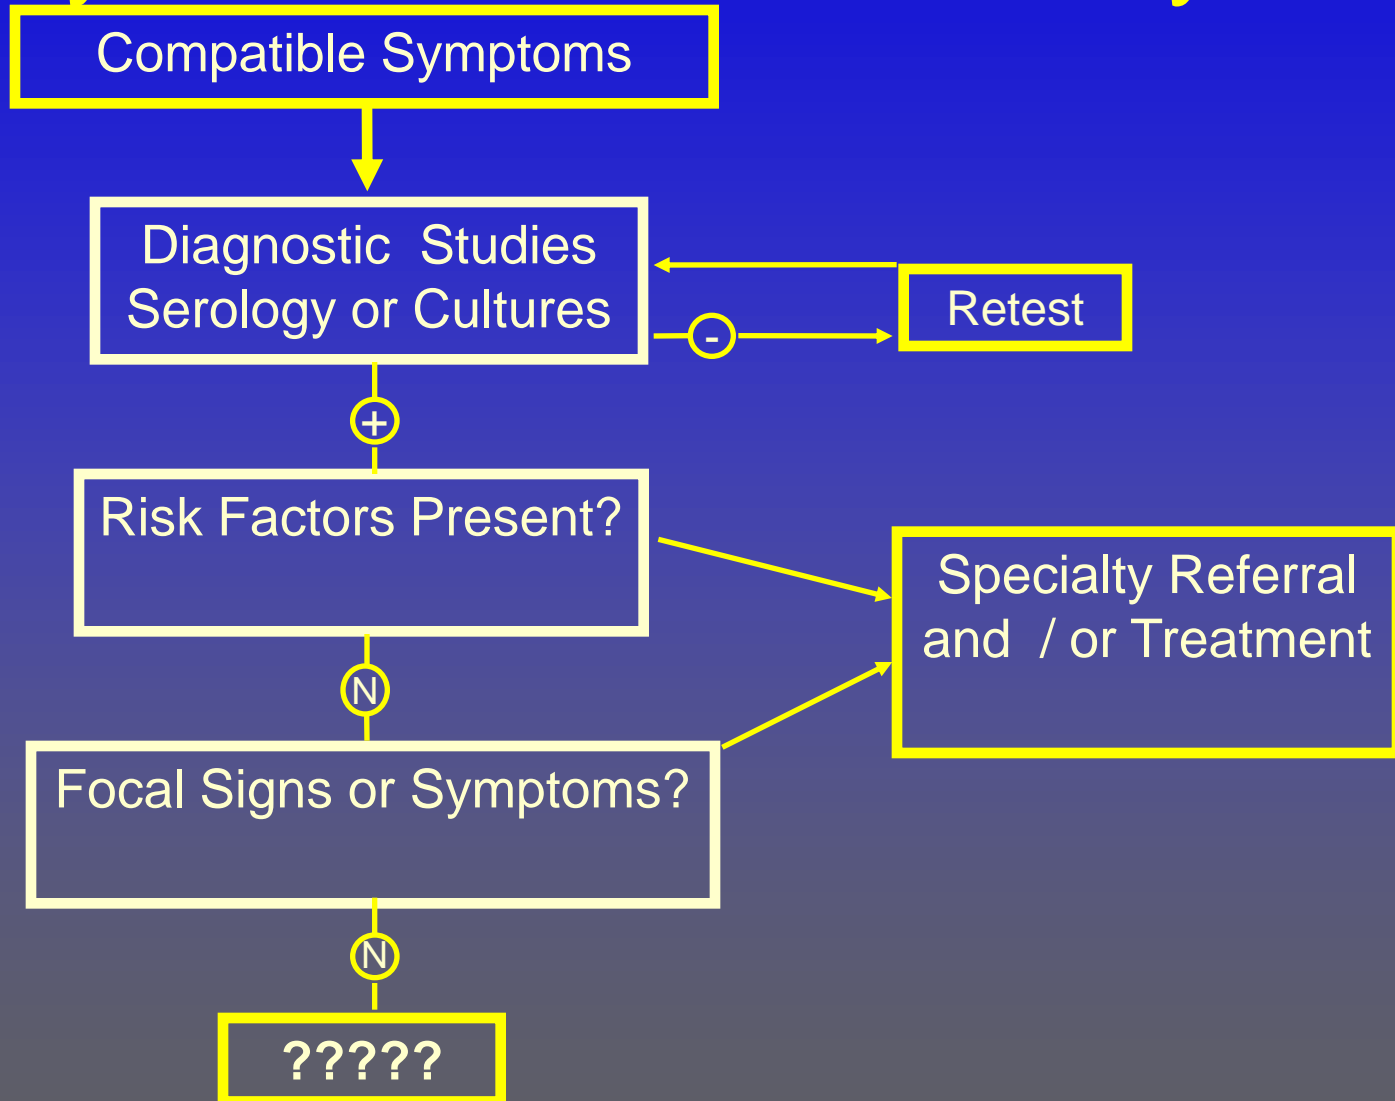 Compatible Symptoms
Diagnostic Studies
Serology or Cultures
Retest
-
+
Risk Factors Present?
Specialty Referral
and / or Treatment
N
Focal Signs or Symptoms?
N
?????